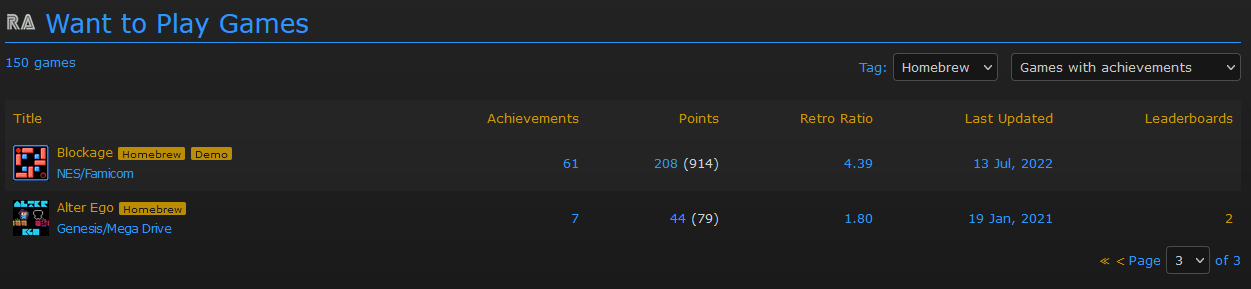 RA Want to Play Games
150 games
Tag: Homebrew Games with achievements
Title Achievements Points Retro Ratio Last Updated Leaderboards
Blockage Homebrew Demo
NES/Famicom 61 208 (914) 4.39 13 Jul, 2022
Alter Ego Homebrew
Genesis/Mega Drive 7 44 (79) 1.80 19 Jan, 2021 2
≪ < Page 3 of 3